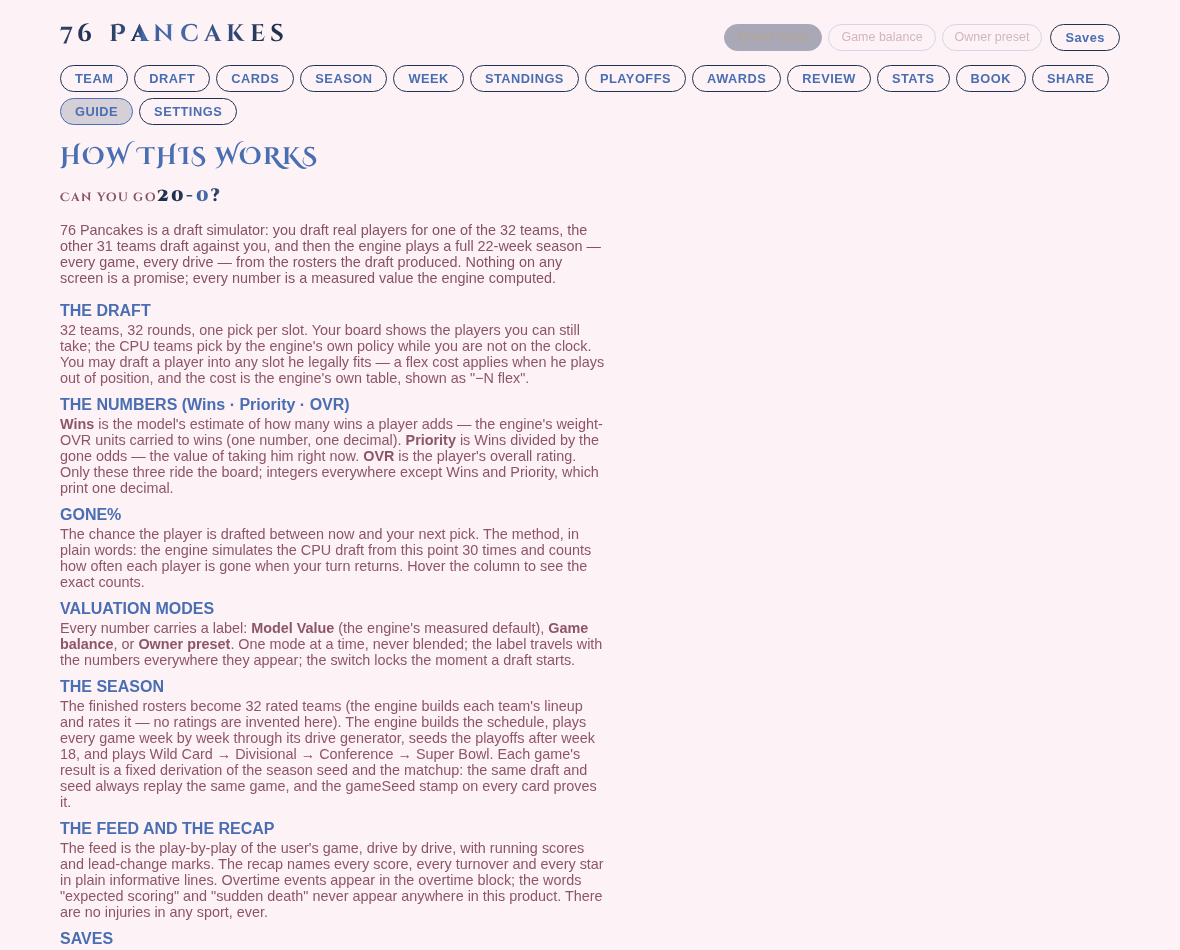 76 PANCAKES
Game balance
Owner preset
Saves
TEAM
DRAFT
CARDS
SEASON
WEEK
STANDINGS
PLAYOFFS
AWARDS
REVIEW
STATS
BOOK
SHARE
GUIDE
SETTINGS
HOW THIS WORKS
CAN YOU GO 20-0?
76 Pancakes is a draft simulator: you draft real players for one of the 32 teams, the
other 31 teams draft against you, and then the engine plays a full 22-week season —
every game, every drive — from the rosters the draft produced. Nothing on any
screen is a promise; every number is a measured value the engine computed.
THE DRAFT
32 teams, 32 rounds, one pick per slot. Your board shows the players you can still
take; the CPU teams pick by the engine's own policy while you are not on the clock.
You may draft a player into any slot he legally fits — a flex cost applies when he plays
out of position, and the cost is the engine's own table, shown as "−N flex".
THE NUMBERS (Wins · Priority · OVR)
Wins is the model's estimate of how many wins a player adds — the engine's weight-
OVR units carried to wins (one number, one decimal). Priority is Wins divided by the
gone odds — the value of taking him right now. OVR is the player's overall rating.
Only these three ride the board; integers everywhere except Wins and Priority, which
print one decimal.
GONE%
The chance the player is drafted between now and your next pick. The method, in
plain words: the engine simulates the CPU draft from this point 30 times and counts
how often each player is gone when your turn returns. Hover the column to see the
exact counts.
VALUATION MODES
Every number carries a label: Model Value (the engine's measured default), Game
balance, or Owner preset. One mode at a time, never blended; the label travels with
the numbers everywhere they appear; the switch locks the moment a draft starts.
THE SEASON
The finished rosters become 32 rated teams (the engine builds each team's lineup
and rates it — no ratings are invented here). The engine builds the schedule, plays
every game week by week through its drive generator, seeds the playoffs after week
18, and plays Wild Card → Divisional → Conference → Super Bowl. Each game's
result is a fixed derivation of the season seed and the matchup: the same draft and
seed always replay the same game, and the gameSeed stamp on every card proves
it.
THE FEED AND THE RECAP
The feed is the play-by-play of the user's game, drive by drive, with running scores
and lead-change marks. The recap names every score, every turnover and every star
in plain informative lines. Overtime events appear in the overtime block; the words
"expected scoring" and "sudden death" never appear anywhere in this product. There
are no injuries in any sport, ever.
SAVES